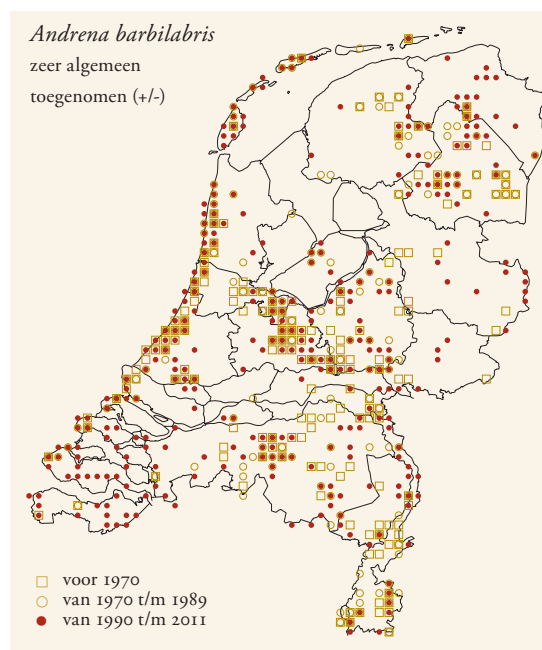 Andrena barbilabris
zeer algemeen
toegenomen (+/-)
voor 1970
van 1970 t/m 1989
van 1990 t/m 2011